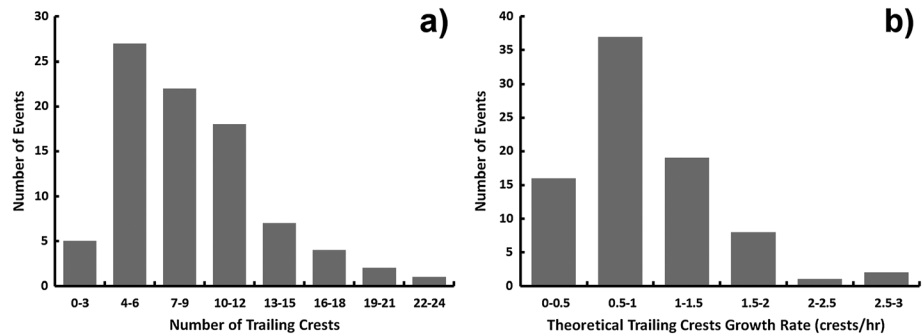 a)
30
25
20
15
10
5
0
Number of Events
0-3 4-6 7-9 10-12 13-15 16-18 19-21 22-24
Number of Trailing Crests
b)
40
35
30
25
20
15
10
5
0
Number of Events
0-0.5 0.5-1 1-1.5 1.5-2 2-2.5 2.5-3
Theoretical Trailing Crests Growth Rate (crests/hr)